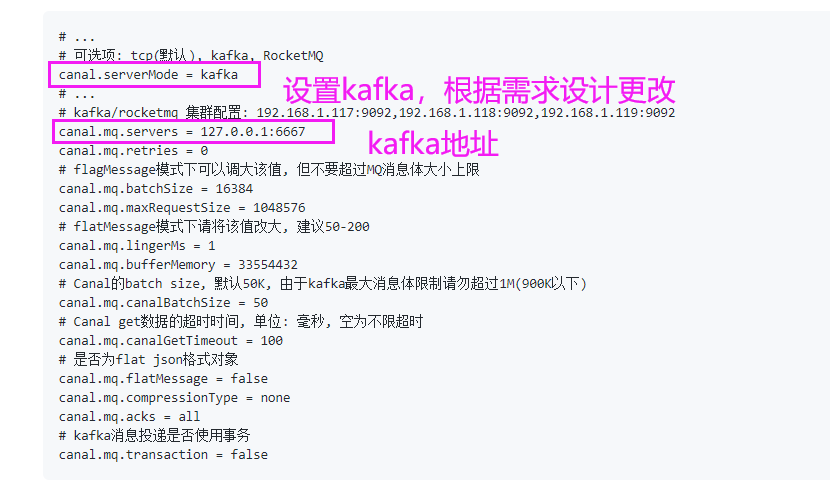 # ...
# 可选项: tcp(默认), kafka, RocketMQ
canal.serverMode = kafka
设置kafka，根据需求设计更改
# ...
# kafka/rocketmq 集群配置: 192.168.1.117:9092,192.168.1.118:9092,192.168.1.119:9092
canal.mq.servers = 127.0.0.1:6667
kafka地址
canal.mq.retries = 0
# flagMessage模式下可以调大该值, 但不要超过MQ消息体大小上限
canal.mq.batchSize = 16384
canal.mq.maxRequestSize = 1048576
# flatMessage模式下请将该值改大, 建议50-200
canal.mq.lingerMs = 1
canal.mq.bufferMemory = 33554432
# Canal的batch size, 默认50K, 由于kafka最大消息体限制请勿超过1M(900K以下)
canal.mq.canalBatchSize = 50
# Canal get数据的超时时间, 单位: 毫秒, 空为不限超时
canal.mq.canalGetTimeout = 100
# 是否为flat json格式对象
canal.mq.flatMessage = false
canal.mq.compressionType = none
canal.mq.acks = all
# kafka消息投递是否使用事务
canal.mq.transaction = false